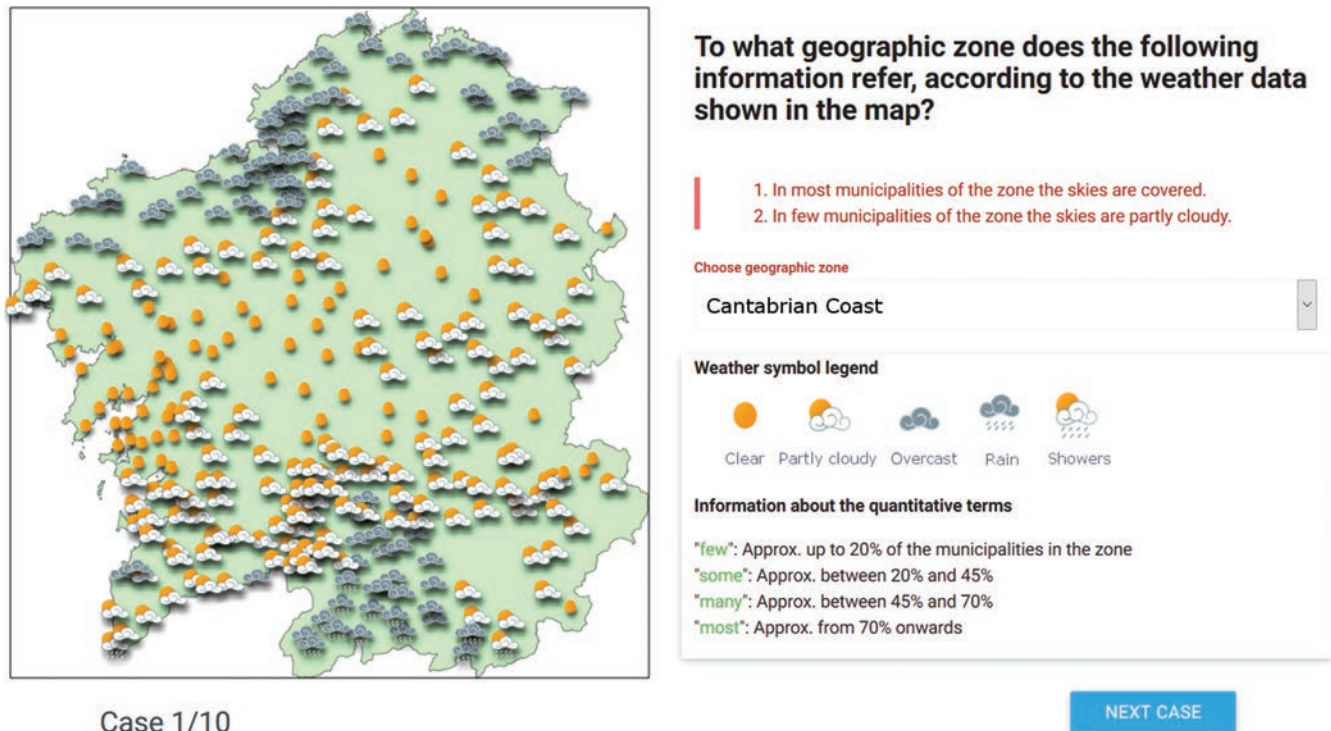 To what geographic zone does the following
information refer, according to the weather data
shown in the map?
1. In most municipalities of the zone the skies are covered.
2. In few municipalities of the zone the skies are partly cloudy.
Choose geographic zone
Cantabrian Coast
Weather symbol legend
Clear Partly cloudy Overcast Rain Showers
Information about the quantitative terms
"few": Approx. up to 20% of the municipalities in the zone
"some": Approx. between 20% and 45%
"many": Approx. between 45% and 70%
"most": Approx. from 70% onwards
Case 1/10
NEXT CASE